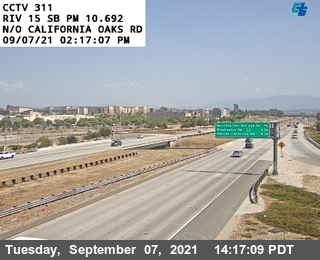 CCTV 311
RIV 15 SB PM 10.692
N/O CALIFORNIA OAKS RD
09/07/21 02:17:07 PM
Tuesday, September 07, 2021 14:17:09 PDT